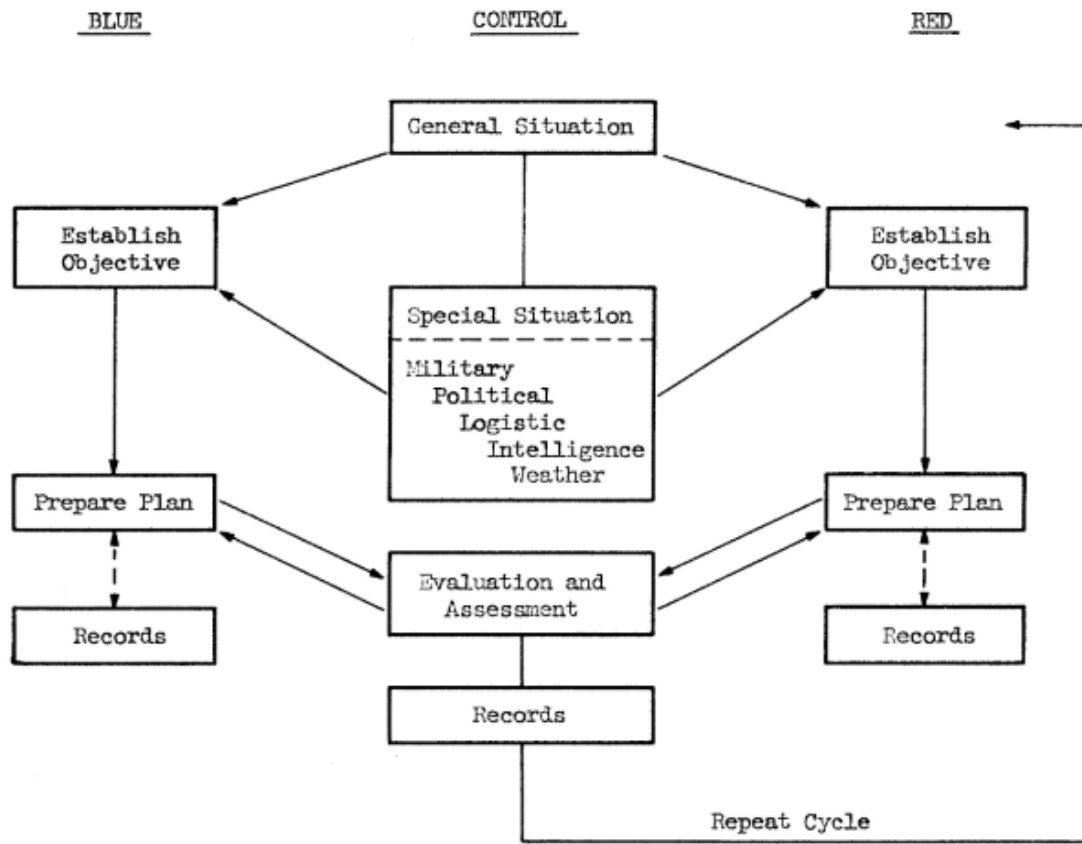 BLUE
CONTROL
RED
General Situation
Establish
Objective
Establish
Objective
Special Situation
Military
Political
Logistic
Intelligence
Weather
Prepare Plan
Prepare Plan
Evaluation and
Assessment
Records
Records
Records
Repeat Cycle